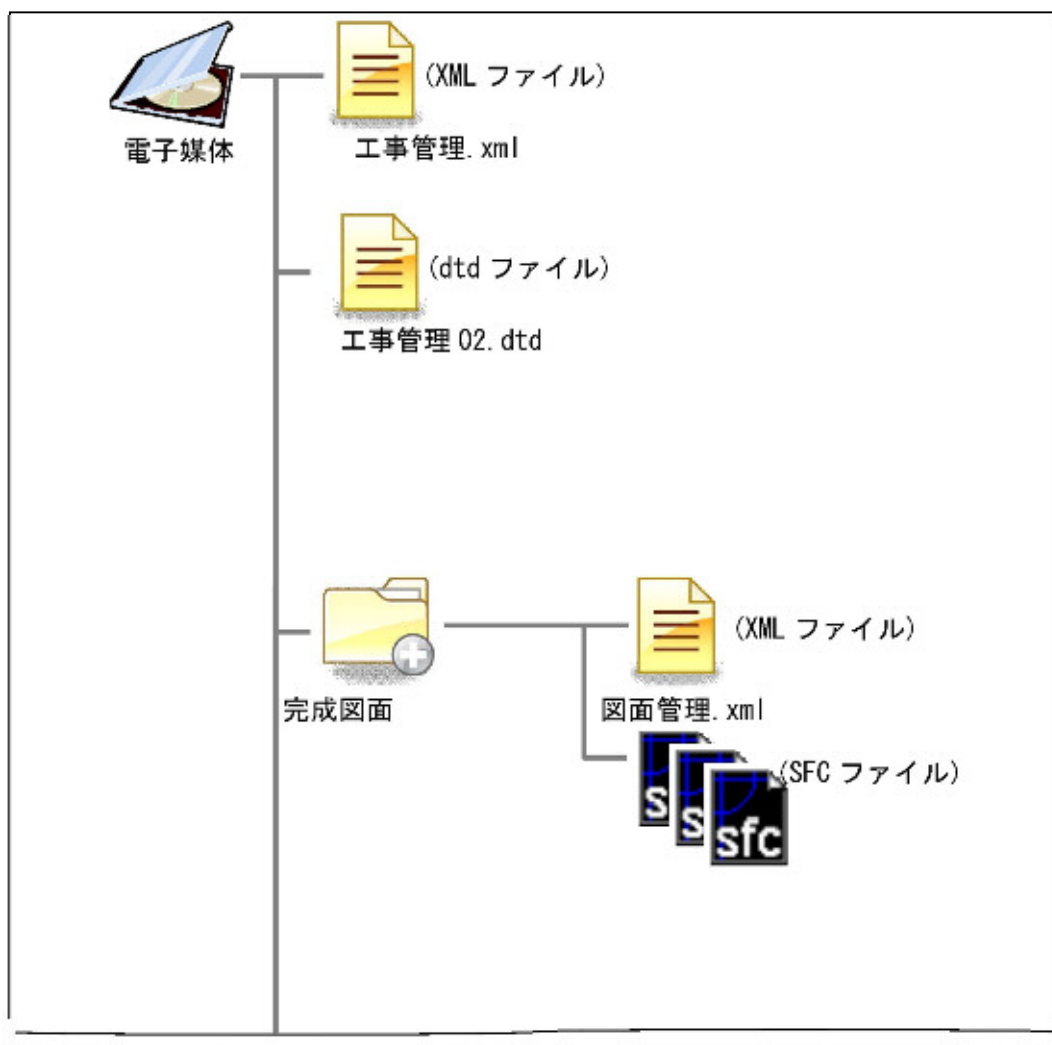 (XML ファイル)
電子媒体
工事管理.xml
(dtd ファイル)
工事管理 02.dtd
(XML ファイル)
完成図面
図面管理.xml
(SFC ファイル)
s
s
sfc